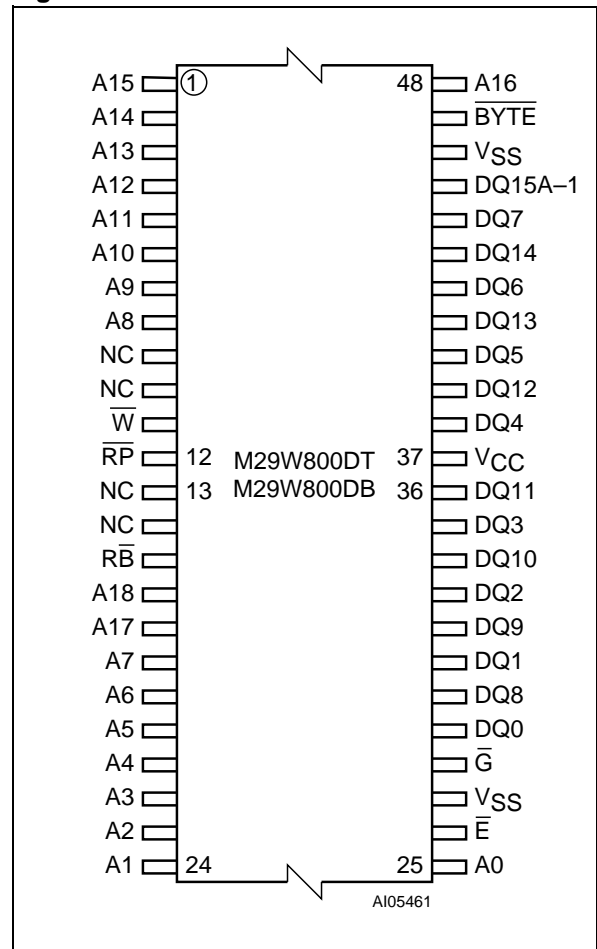 A15 ① 48 A16
A14 B̅Y̅T̅E̅
A13 VSS
A12 DQ15A–1
A11 DQ7
A10 DQ14
A9 DQ6
A8 DQ13
NC DQ5
NC DQ12
W̅ DQ4
R̅P̅ 12 M29W800DT 37 VCC
NC 13 M29W800DB 36 DQ11
NC DQ3
RB̅ DQ10
A18 DQ2
A17 DQ9
A7 DQ1
A6 DQ8
A5 DQ0
A4 G̅
A3 VSS
A2 E̅
A1 24 25 A0
AI05461